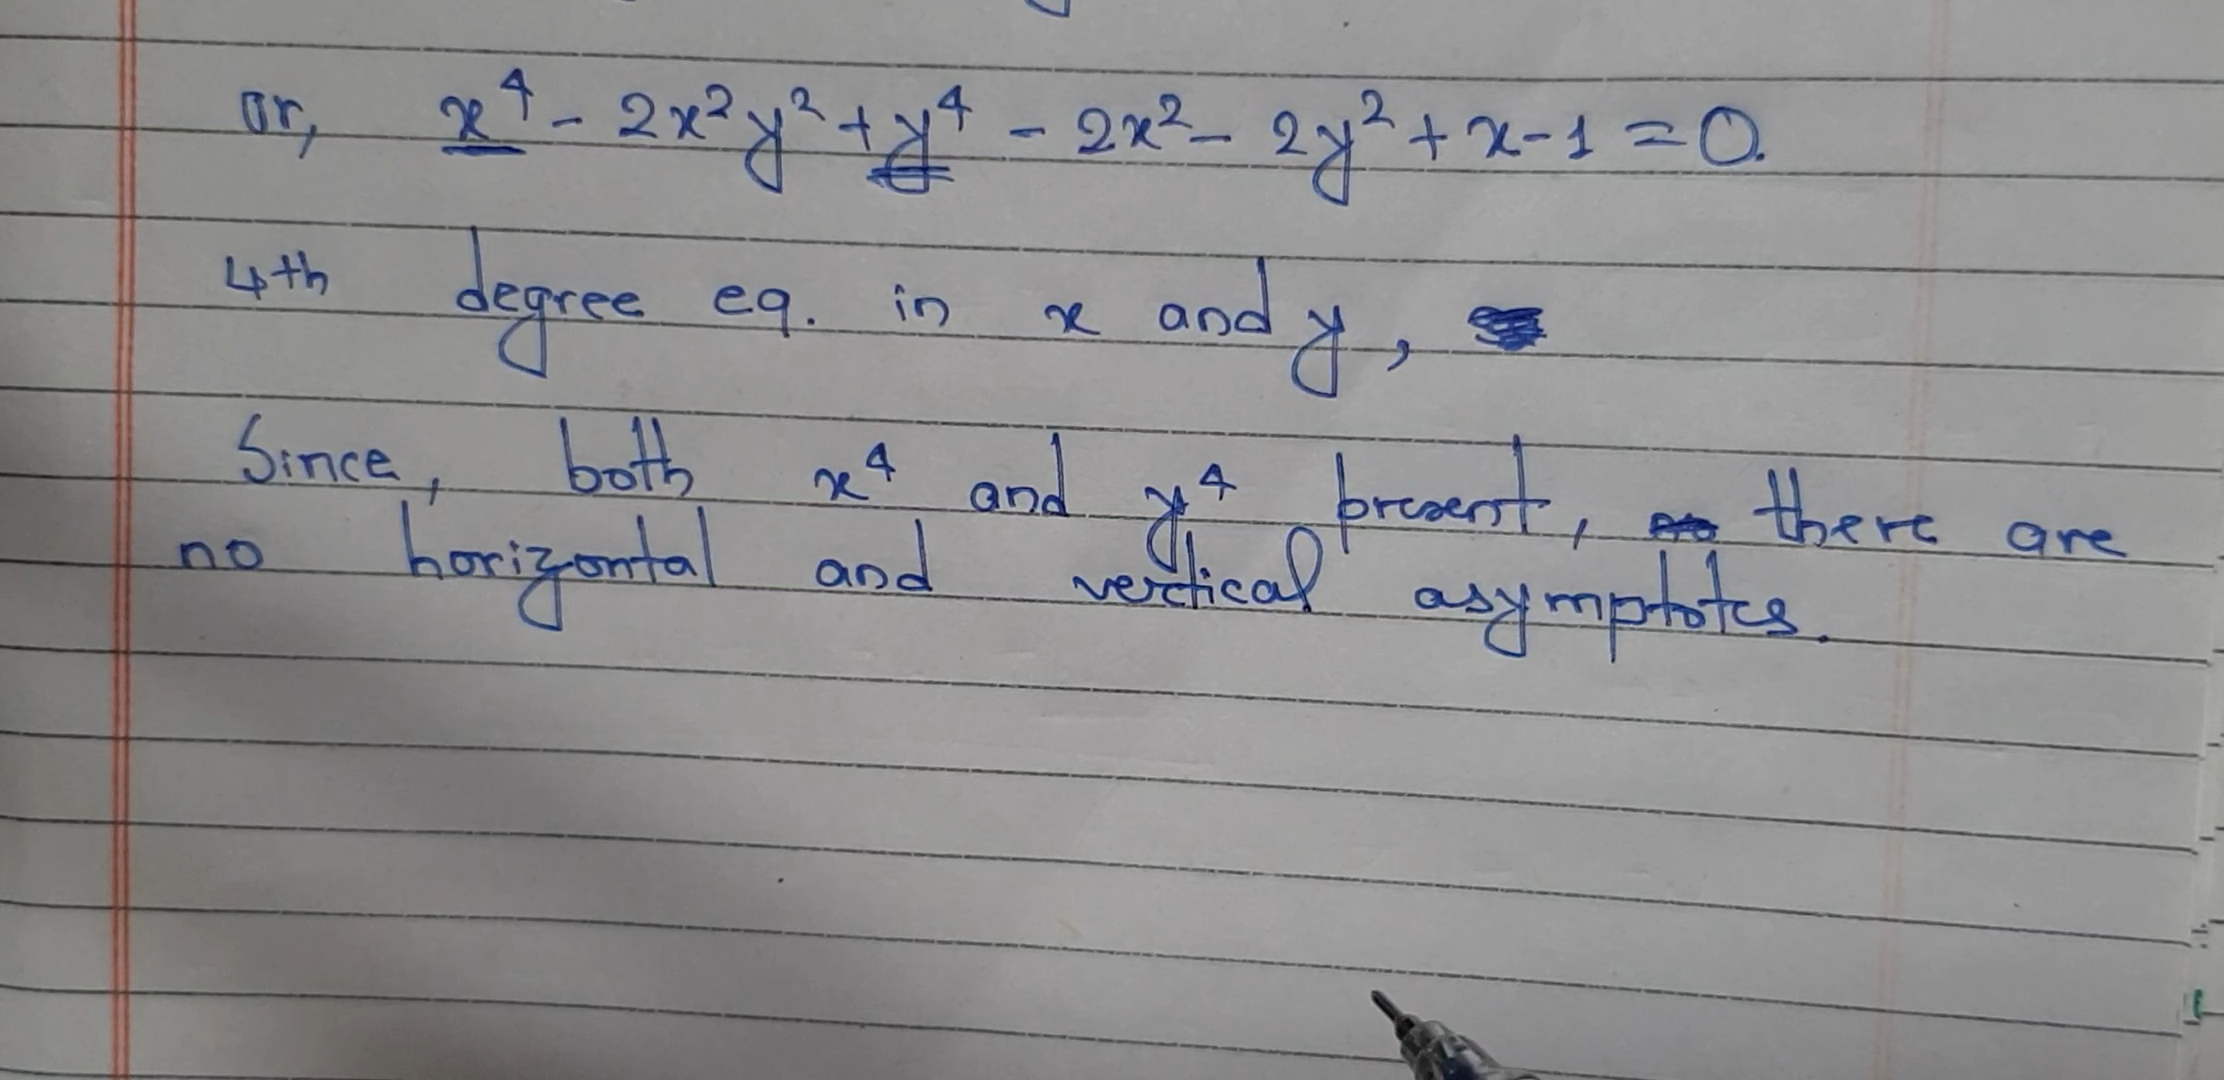 or, x⁴ - 2x²y² + y⁴ - 2x² - 2y² + x - 1 = 0.
4th degree eq. in x and y,
Since, both x⁴ and y⁴ present, there are
no horizontal and vertical asymptotes.